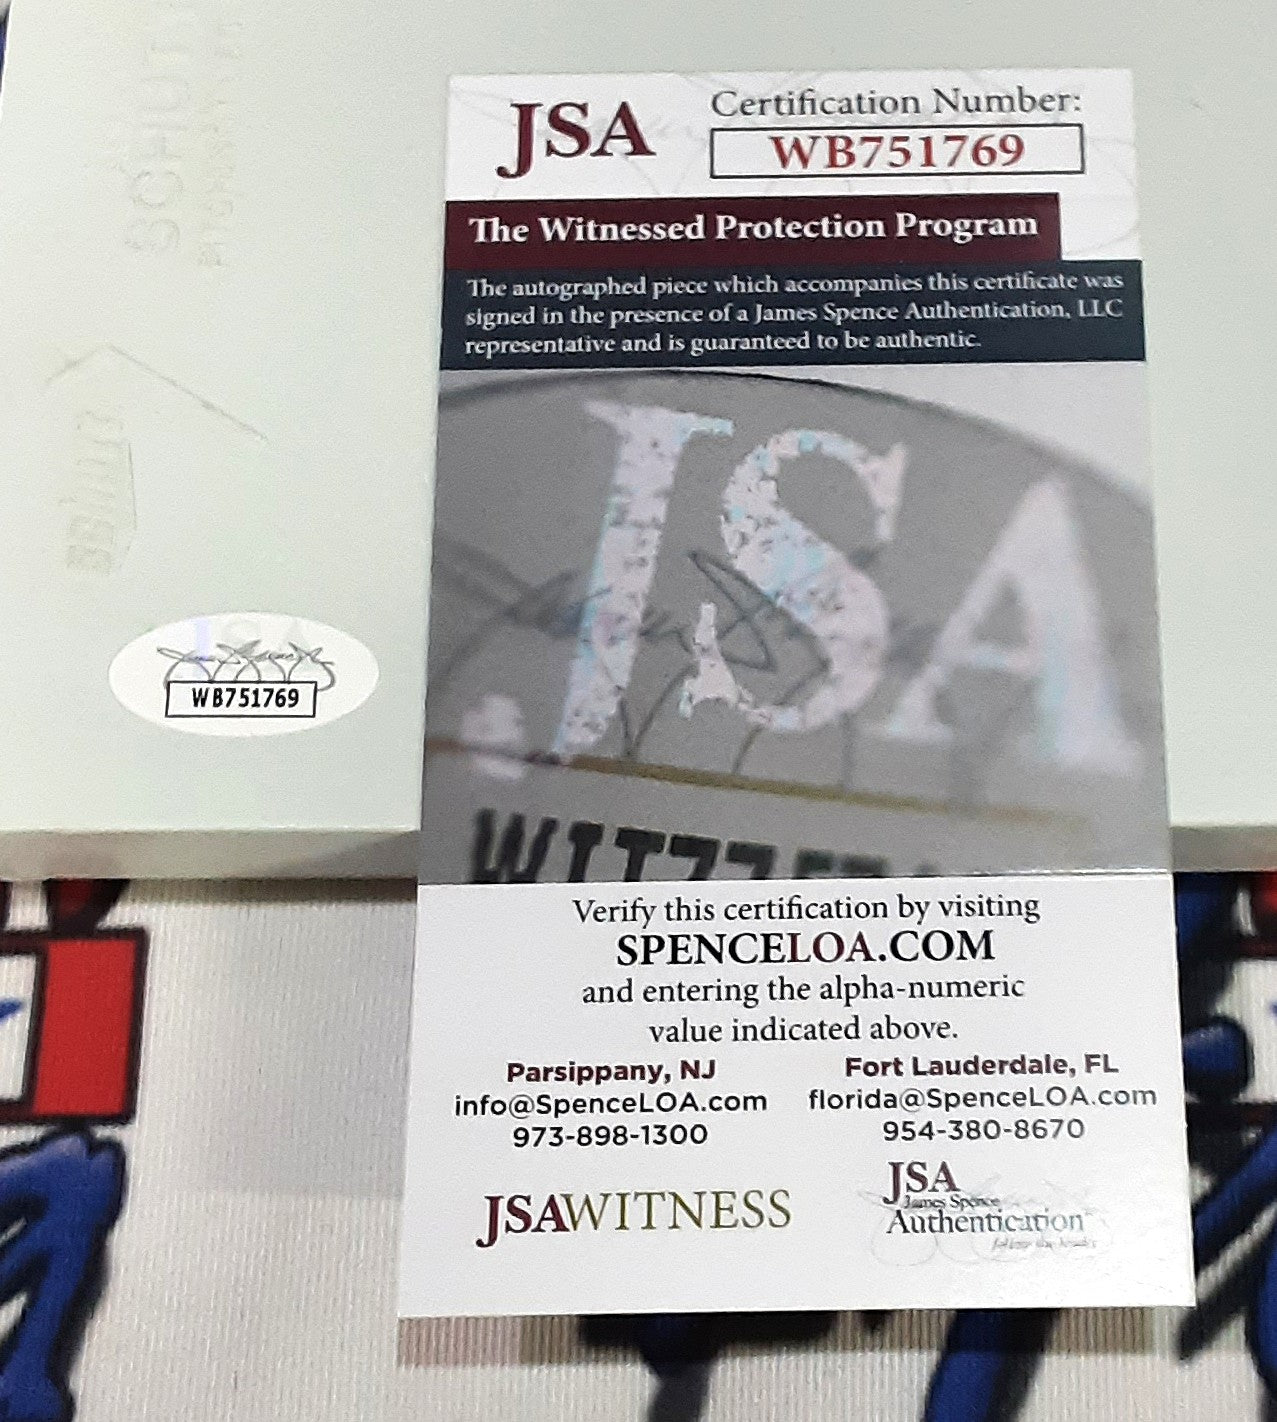 JSA
Certification Number:
WB751769
The Witnessed Protection Program
The autographed piece which accompanies this certificate was
signed in the presence of a James Spence Authentication, LLC
representative and is guaranteed to be authentic.
JSA
WB751769
Verify this certification by visiting
SPENCELOA.COM
and entering the alpha-numeric
value indicated above.
Parsippany, NJ
info@SpenceLOA.com
973-898-1300
Fort Lauderdale, FL
florida@SpenceLOA.com
954-380-8670
JSAWITNESS
JSA
James Spence
Authentication